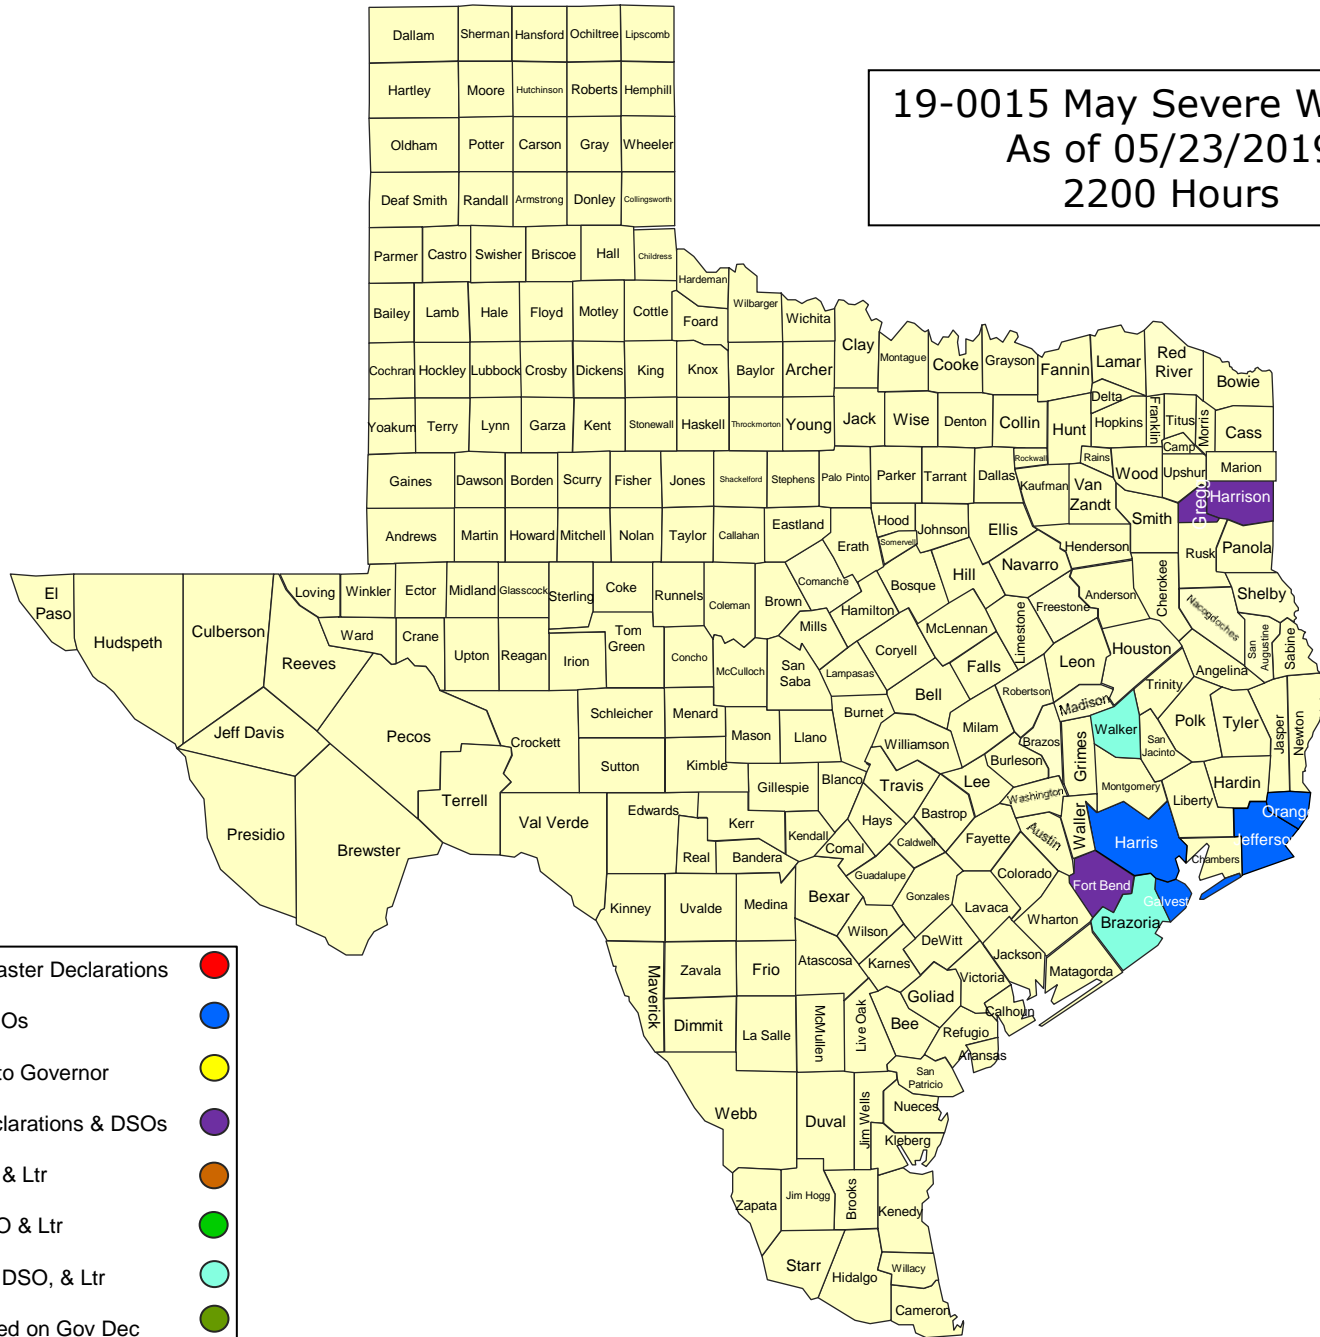 Dallam Sherman Hansford Ochiltree Lipscomb
Hartley Moore Hutchinson Roberts Hemphill
19-0015 May Severe W
As of 05/23/2019
2200 Hours
Oldham Potter Carson Gray Wheeler
Deaf Smith Randall Armstrong Donley Collingsworth
Parmer Castro Swisher Briscoe Hall Childress
Hardeman
Bailey Lamb Hale Floyd Motley Cottle Foard Wilbarger Wichita
Clay Montague Cooke Grayson Fannin Lamar Red River Bowie
Cochran Hockley Lubbock Crosby Dickens King Knox Baylor Archer
Delta
Yoakum Terry Lynn Garza Kent Stonewall Haskell Throckmorton Young Jack Wise Denton Collin Hunt Hopkins Franklin Titus Morris Cass
Camp
Rockwall Rains
Gaines Dawson Borden Scurry Fisher Jones Shackelford Stephens Palo Pinto Parker Tarrant Dallas Kaufman Van Zandt Wood Upshur Marion
Gregg Harrison
Andrews Martin Howard Mitchell Nolan Taylor Callahan Eastland Erath Hood Somervell Johnson Ellis Henderson Smith Rusk Panola
El Paso Hudspeth Culberson Loving Winkler Ector Midland Glasscock Sterling Coke Runnels Coleman Brown Comanche Hamilton Bosque Hill Navarro Freestone Anderson Cherokee Nacogdoches Shelby
Reeves Ward Crane Upton Reagan Irion Tom Green Concho McCulloch San Saba Mills Lampasas Coryell McLennan Limestone Falls Leon Houston Angelina San Augustine Sabine
Jeff Davis Pecos Crockett Schleicher Menard Mason Llano Burnet Bell Milam Robertson Madison Trinity Walker San Jacinto Polk Tyler Jasper Newton
Sutton Kimble Gillespie Blanco Williamson Travis Lee Burleson Brazos Grimes Washington Montgomery Liberty Hardin
Presidio Brewster Terrell Val Verde Edwards Kerr Real Bandera Kendall Comal Hays Caldwell Bastrop Fayette Austin Waller Harris Chambers Orange Jefferso
Kinney Uvalde Medina Bexar Guadalupe Gonzales Lavaca Colorado Wharton Fort Bend Brazoria Galvest
Maverick Zavala Frio Atascosa Wilson Karnes DeWitt Jackson Matagorda
Dimmit La Salle McMullen Live Oak Bee Goliad Victoria Calhoun Refugio Aransas
San Patricio
Webb Duval Jim Wells Nueces
Kleberg
Zapata Jim Hogg Brooks Kenedy
Starr Hidalgo Willacy
Cameron
aster Declarations
Os
to Governor
clarations & DSOs
& Ltr
O & Ltr
DSO, & Ltr
ed on Gov Dec